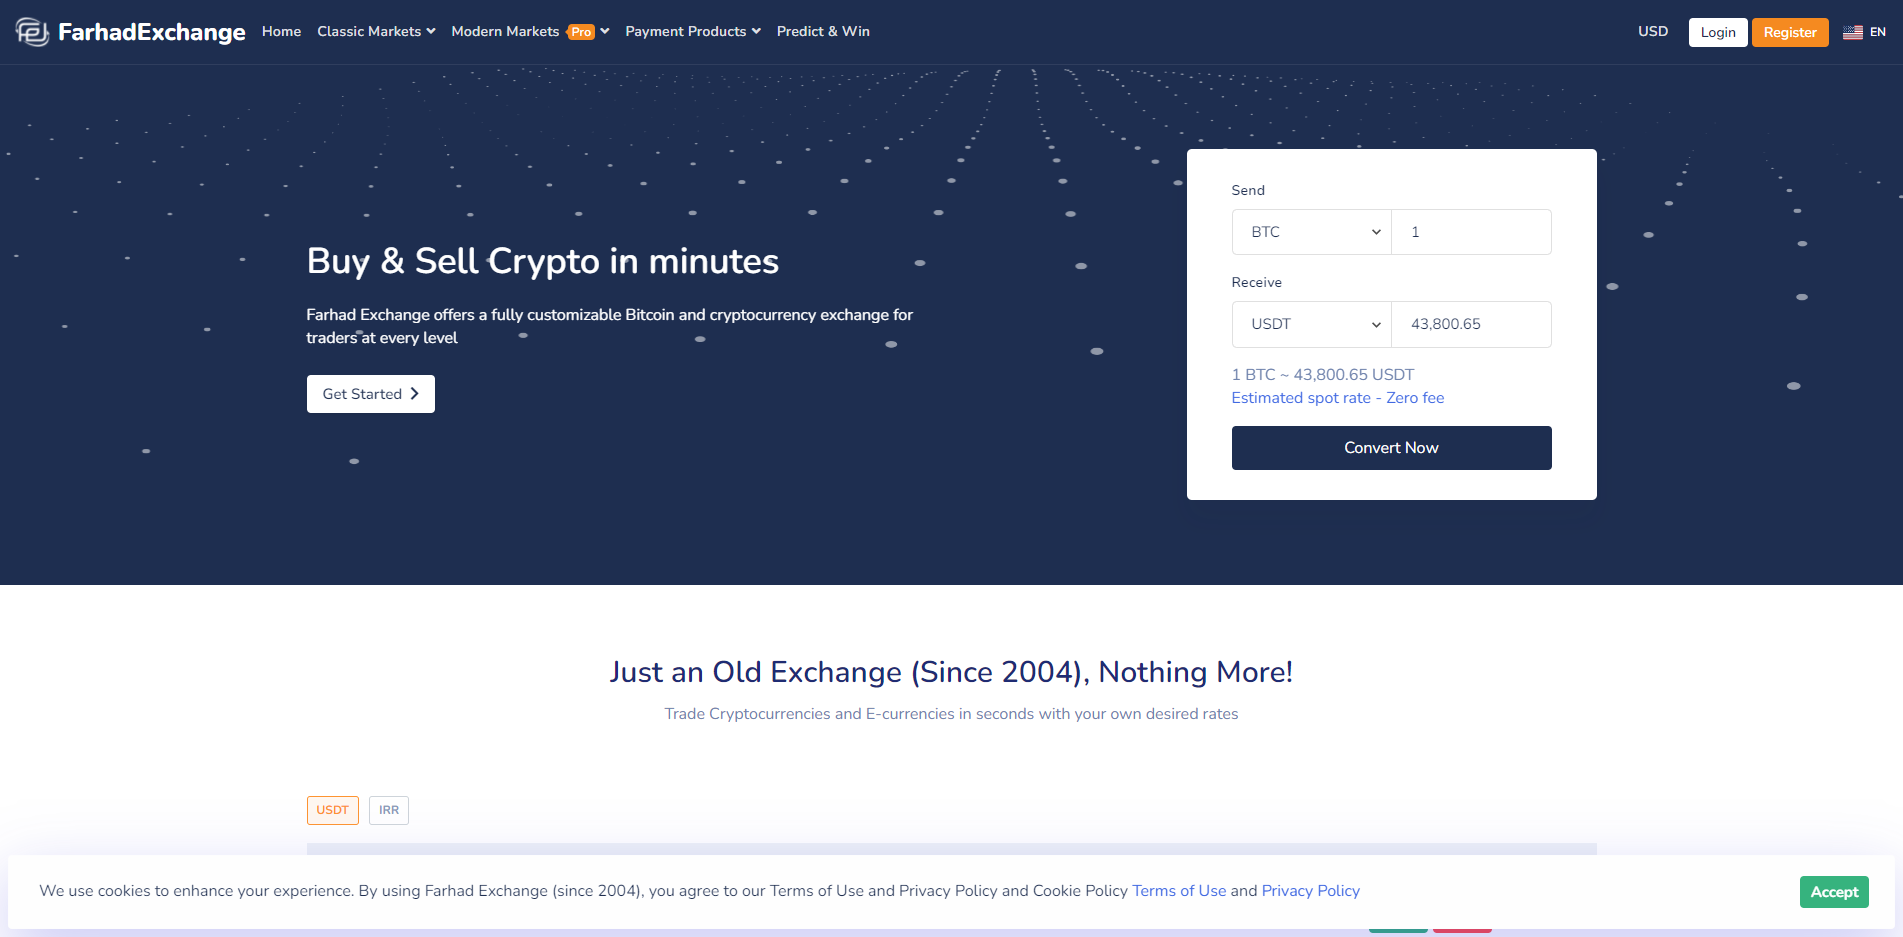 FarhadExchange Home Classic Markets Modern Markets Pro Payment Products Predict & Win USD Login Register EN
Buy & Sell Crypto in minutes
Farhad Exchange offers a fully customizable Bitcoin and cryptocurrency exchange for
traders at every level
Get Started
Send
BTC 1
Receive
USDT 43,800.65
1 BTC ~ 43,800.65 USDT
Estimated spot rate - Zero fee
Convert Now
Just an Old Exchange (Since 2004), Nothing More!
Trade Cryptocurrencies and E-currencies in seconds with your own desired rates
USDT IRR
We use cookies to enhance your experience. By using Farhad Exchange (since 2004), you agree to our Terms of Use and Privacy Policy and Cookie Policy Terms of Use and Privacy Policy Accept